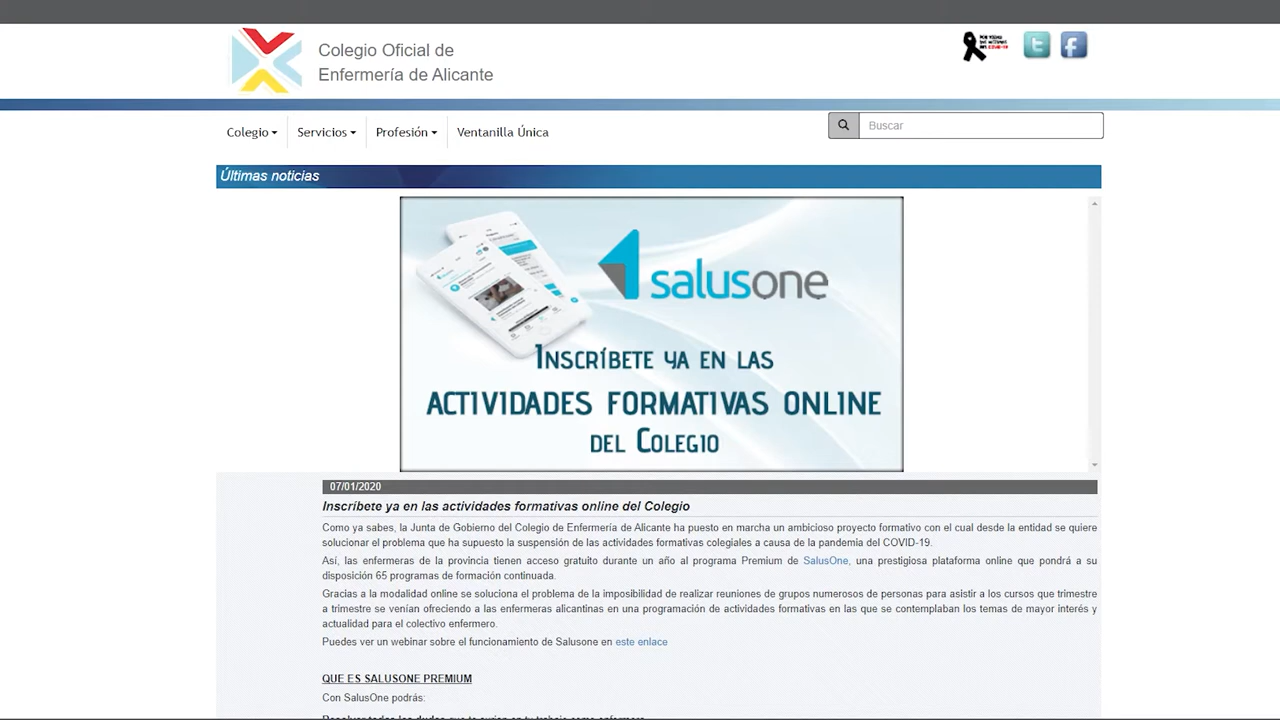 Colegio Oficial de
Enfermería de Alicante
Colegio
Servicios
Profesión
Ventanilla Única
Buscar
Últimas noticias
salusone
Inscríbete ya en las
ACTIVIDADES FORMATIVAS ONLINE
DEL COLEGIO
07/01/2020
Inscríbete ya en las actividades formativas online del Colegio
Como ya sabes, la Junta de Gobierno del Colegio de Enfermería de Alicante ha puesto en marcha un ambicioso proyecto formativo con el cual desde la entidad se quiere
solucionar el problema que ha supuesto la suspensión de las actividades formativas colegiales a causa de la pandemia del COVID-19.
Así, las enfermeras de la provincia tienen acceso gratuito durante un año al programa Premium de SalusOne, una prestigiosa plataforma online que pondrá a su
disposición 65 programas de formación continuada.
Gracias a la modalidad online se soluciona el problema de la imposibilidad de realizar reuniones de grupos numerosos de personas para asistir a los cursos que trimestre
a trimestre se venían ofreciendo a las enfermeras alicantinas en una programación de actividades formativas en las que se contemplaban los temas de mayor interés y
actualidad para el colectivo enfermero.
Puedes ver un webinar sobre el funcionamiento de Salusone en este enlace
QUE ES SALUSONE PREMIUM
Con SalusOne podrás: